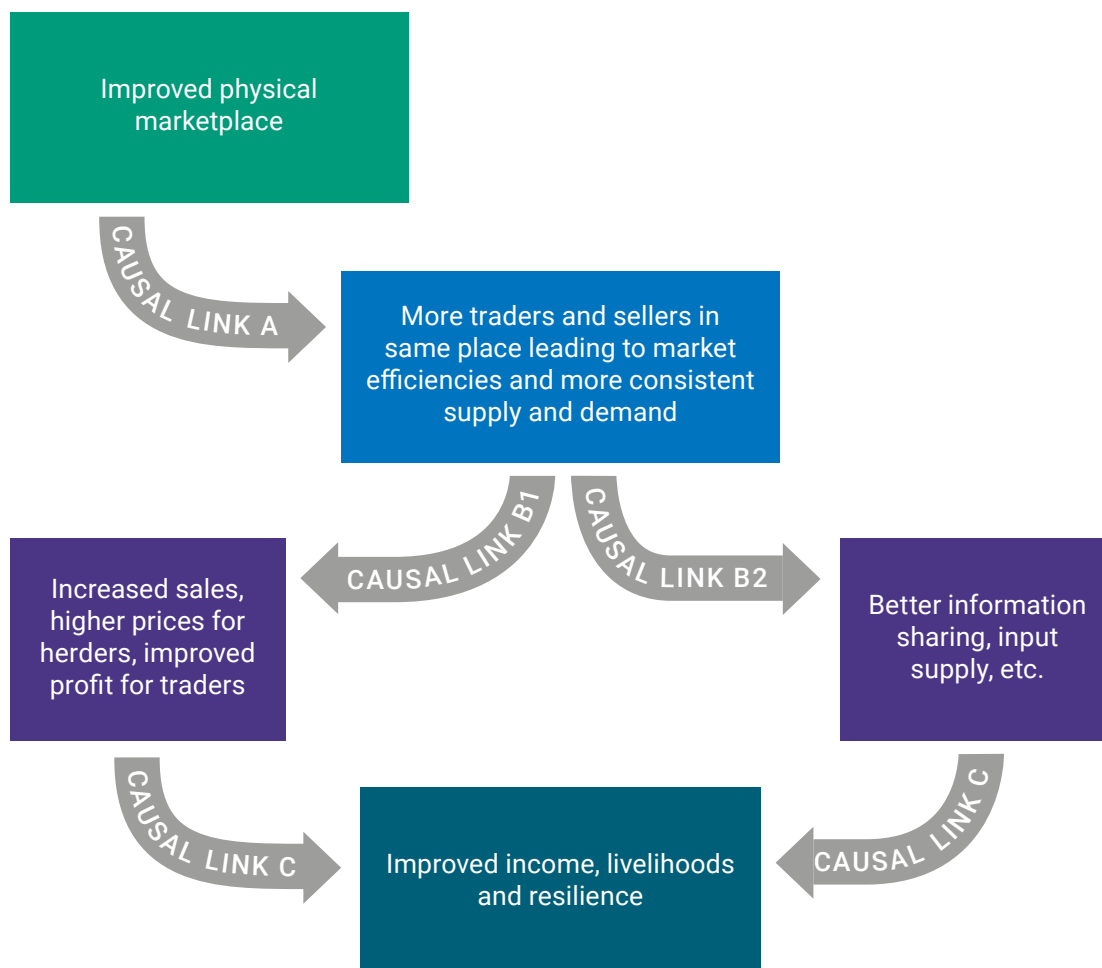 Improved physical
marketplace
CAUSAL LINK A
More traders and sellers in
same place leading to market
efficiencies and more consistent
supply and demand
CAUSAL LINK B1
CAUSAL LINK B2
Increased sales,
higher prices for
herders, improved
profit for traders
Better information
sharing, input
supply, etc.
CAUSAL LINK C
CAUSAL LINK C
Improved income, livelihoods
and resilience